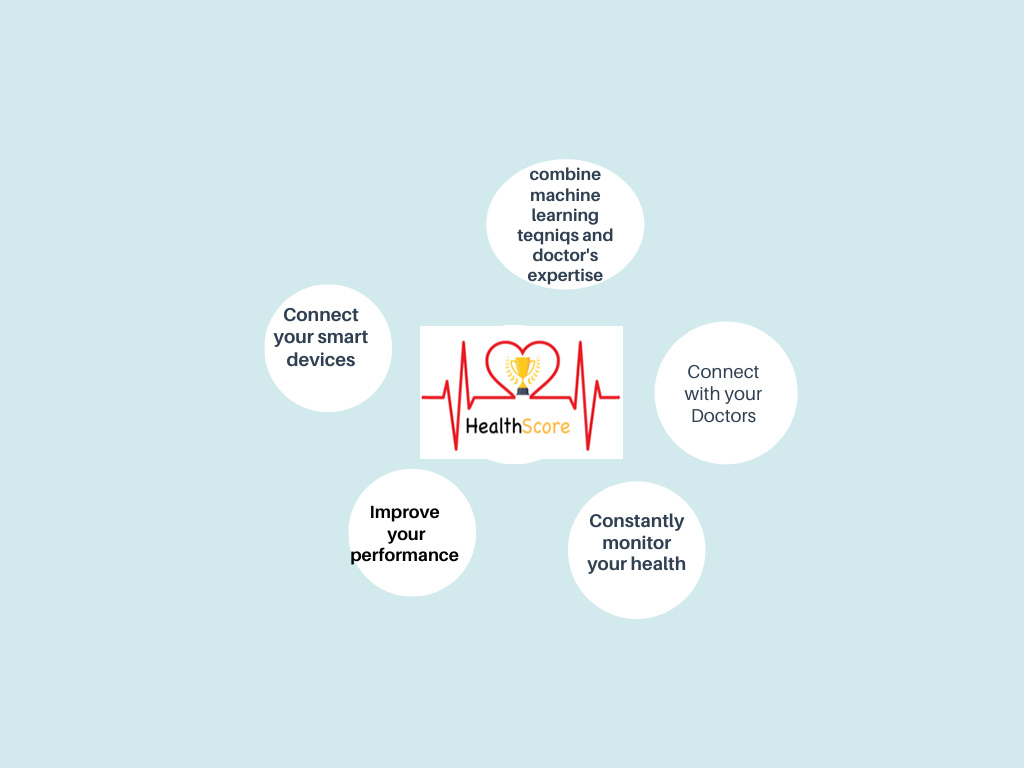 combine
machine
learning
teqniqs and
doctor's
expertise
Connect
your smart
devices
HealthScore
Connect
with your
Doctors
Improve
your
performance
Constantly
monitor
your health